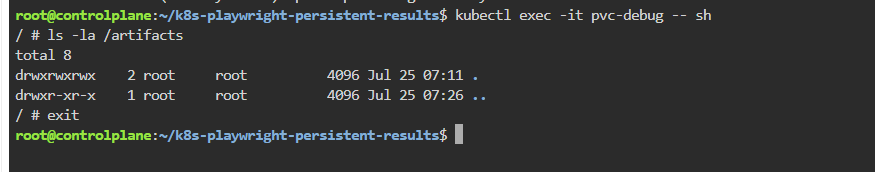 root@controlplane:~/k8s-playwright-persistent-results$ kubectl exec -it pvc-debug -- sh
/ # ls -la /artifacts
total 8
drwxrwxrwx    2 root     root          4096 Jul 25 07:11 .
drwxr-xr-x    1 root     root          4096 Jul 25 07:26 ..
/ # exit
root@controlplane:~/k8s-playwright-persistent-results$